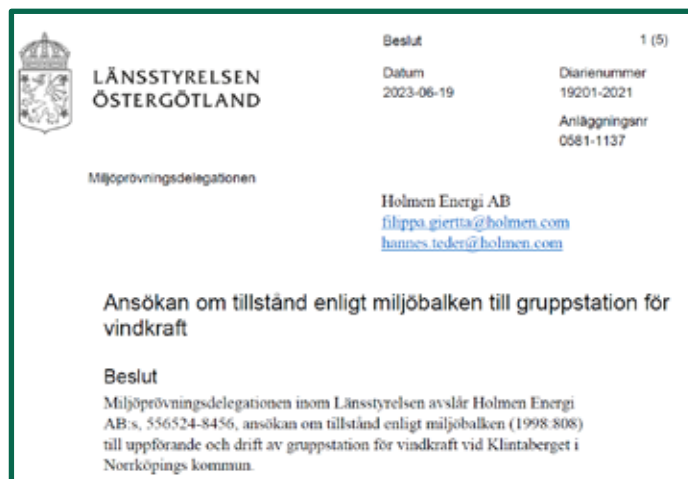 LÄNSSTYRELSEN
ÖSTERGÖTLAND
Beslut
1 (5)
Datum
2023-06-19
Diarienummer
19201-2021
Anläggningsnr
0581-1137
Miljöprövningsdelegationen
Holmen Energi AB
filippa.giertta@holmen.com
hannes.teder@holmen.com
Ansökan om tillstånd enligt miljöbalken till gruppstation för
vindkraft
Beslut
Miljöprövningsdelegationen inom Länsstyrelsen avslår Holmen Energi
AB:s, 556524-8456, ansökan om tillstånd enligt miljöbalken (1998:808)
till uppförande och drift av gruppstation för vindkraft vid Klintaberget i
Norrköpings kommun.